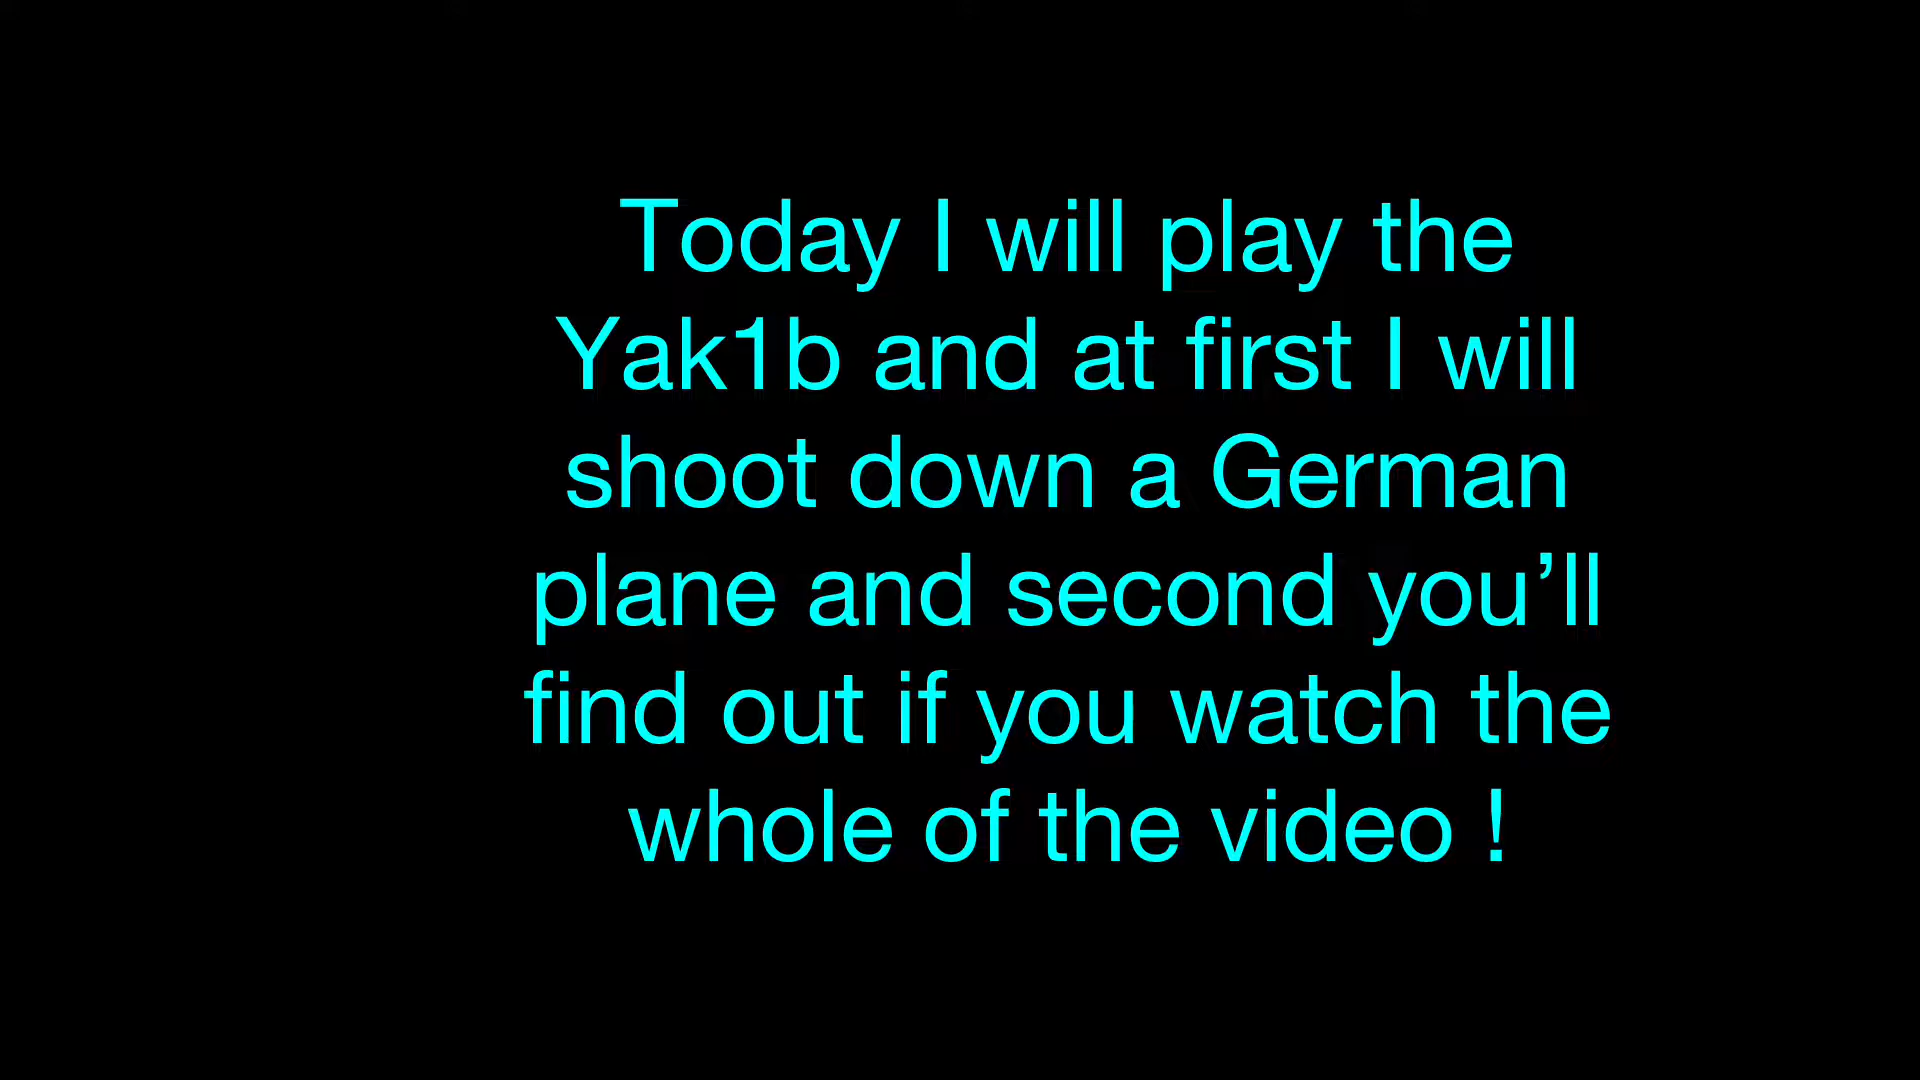 Today I will play the
Yak1b and at first I will
shoot down a German
plane and second you’ll
find out if you watch the
whole of the video !